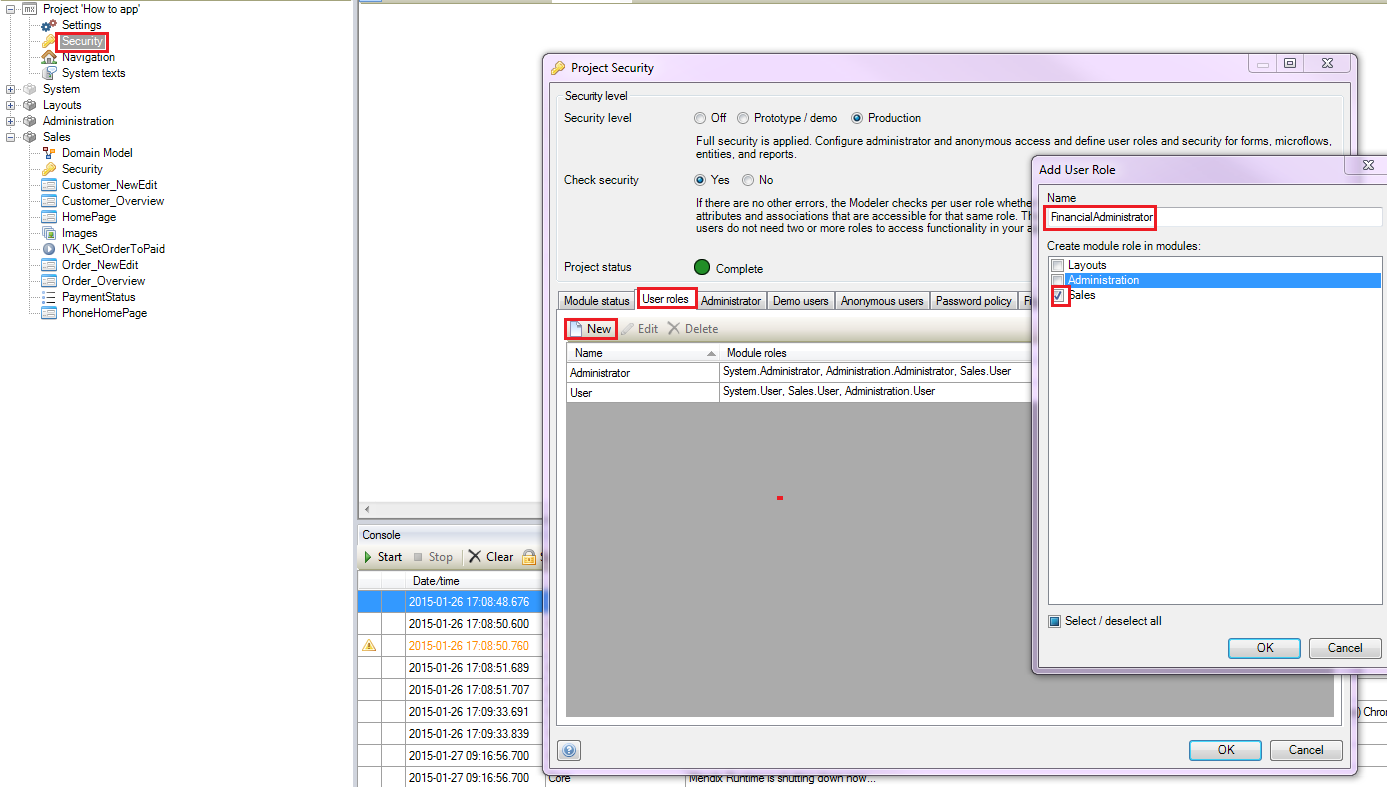 Project 'How to app'
Settings
Security
Navigation
System texts
System
Layouts
Administration
Sales
Domain Model
Security
Customer_NewEdit
Customer_Overview
HomePage
Images
IVK_SetOrderToPaid
Order_NewEdit
Order_Overview
PaymentStatus
PhoneHomePage
Project Security
Security level
Security level Off Prototype / demo Production
Full security is applied. Configure administrator and anonymous access and define user roles and security for forms, microflows,
entities, and reports.
Check security Yes No
If there are no other errors, the Modeler checks per user role whethe
attributes and associations that are accessible for that same role. Th
users do not need two or more roles to access functionality in your a
Project status Complete
Module status User roles Administrator Demo users Anonymous users Password policy Fi
New Edit Delete
Name Module roles
Administrator System.Administrator, Administration.Administrator, Sales.User
User System.User, Sales.User, Administration.User
OK Cancel
Add User Role
Name
FinancialAdministrator
Create module role in modules:
Layouts
Administration
Sales
Select / deselect all
OK Cancel
Console
Start Stop Clear S
Date/time
2015-01-26 17:08:48.676
2015-01-26 17:08:50.600
2015-01-26 17:08:50.760
2015-01-26 17:08:51.689
2015-01-26 17:08:51.707
2015-01-26 17:09:33.691 ) Chro
2015-01-26 17:09:33.839
2015-01-27 09:16:56.700
2015-01-27 09:16:56.700 Core Mendix Runtime is shutting down now...